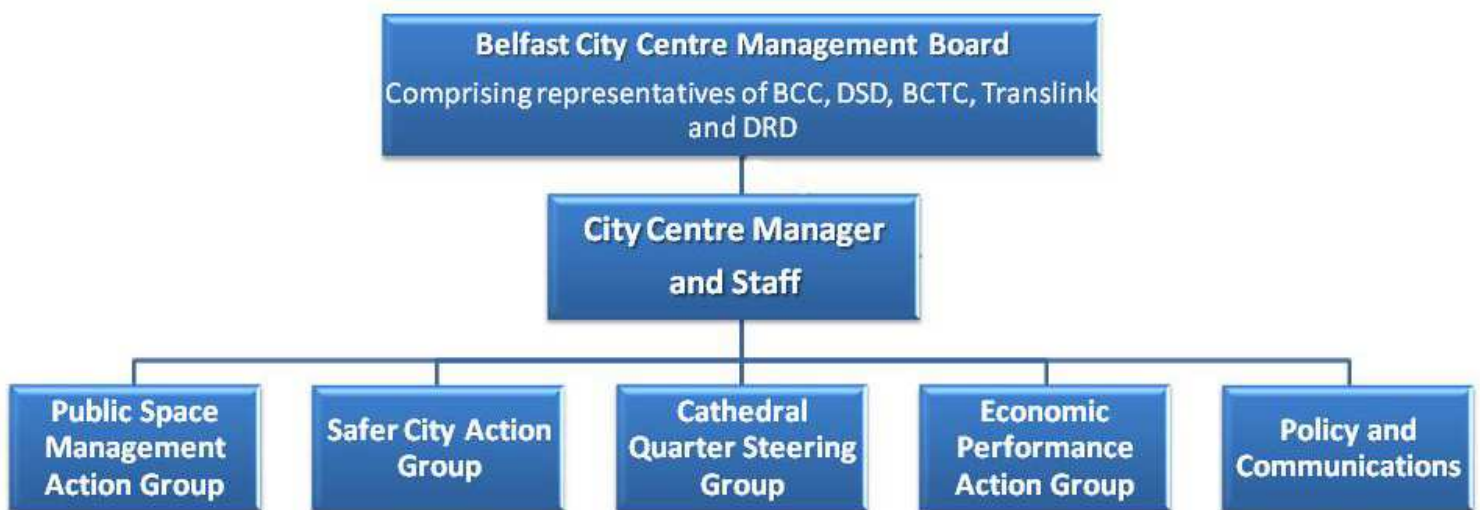 Belfast City Centre Management Board
Comprising representatives of BCC, DSD, BCTC, Translink
and DRD
City Centre Manager
and Staff
Public Space
Management
Action Group
Safer City Action
Group
Cathedral
Quarter Steering
Group
Economic
Performance
Action Group
Policy and
Communications